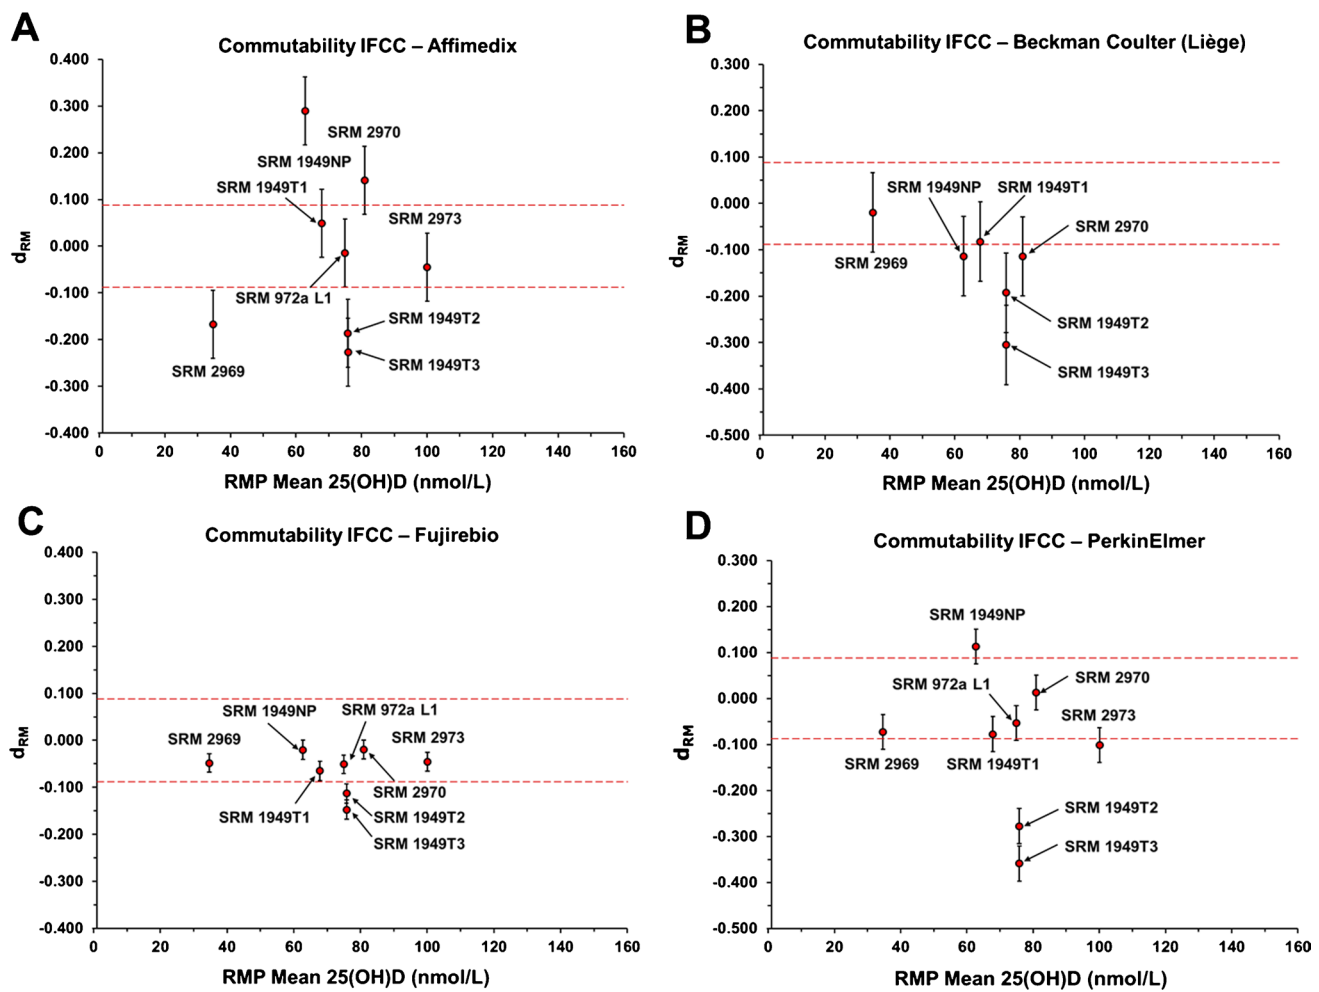 A
Commutability IFCC – Affimedix
0.400
0.300
0.200
0.100
0.000
-0.100
-0.200
-0.300
-0.400
dRM
SRM 2970
SRM 1949NP
SRM 1949T1
SRM 2973
SRM 972a L1
SRM 1949T2
SRM 1949T3
SRM 2969
0 20 40 60 80 100 120 140 160
RMP Mean 25(OH)D (nmol/L)
B
Commutability IFCC – Beckman Coulter (Liège)
0.300
0.200
0.100
0.000
-0.100
-0.200
-0.300
-0.400
-0.500
dRM
SRM 1949NP SRM 1949T1
SRM 2970
SRM 2969
SRM 1949T2
SRM 1949T3
0 20 40 60 80 100 120 140 160
RMP Mean 25(OH)D (nmol/L)
C
Commutability IFCC – Fujirebio
0.400
0.300
0.200
0.100
0.000
-0.100
-0.200
-0.300
-0.400
dRM
SRM 1949NP SRM 972a L1
SRM 2969 SRM 2973
SRM 2970
SRM 1949T1 SRM 1949T2
SRM 1949T3
0 20 40 60 80 100 120 140 160
RMP Mean 25(OH)D (nmol/L)
D
Commutability IFCC – PerkinElmer
0.300
0.200
0.100
0.000
-0.100
-0.200
-0.300
-0.400
-0.500
dRM
SRM 1949NP
SRM 972a L1 SRM 2970
SRM 2973
SRM 2969 SRM 1949T1
SRM 1949T2
SRM 1949T3
0 20 40 60 80 100 120 140 160
RMP Mean 25(OH)D (nmol/L)